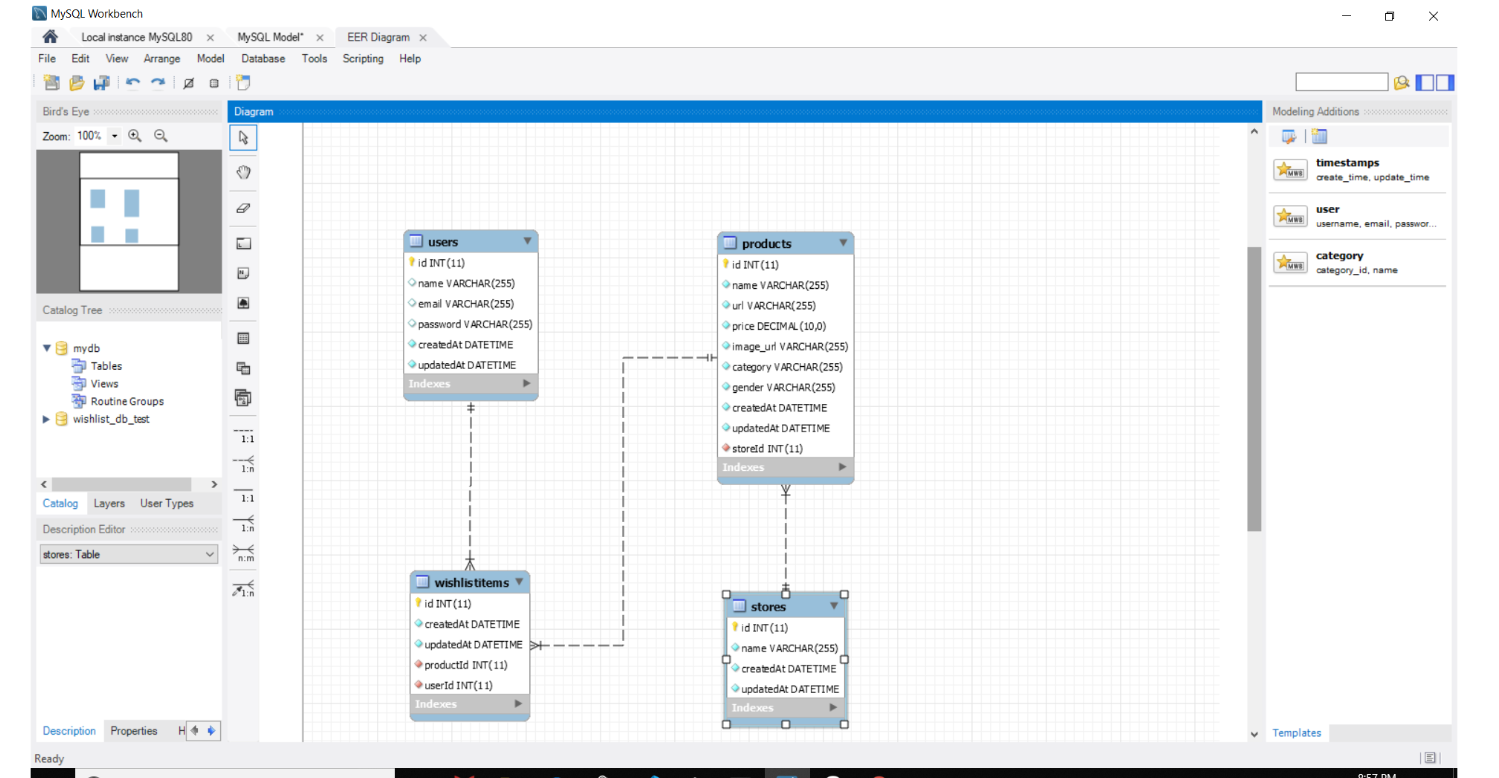 MySQL Workbench
Local instance MySQL80
MySQL Model*
EER Diagram
File Edit View Arrange Model Database Tools Scripting Help
Bird's Eye
Zoom: 100%
Catalog Tree
mydb
Tables
Views
Routine Groups
wishlist_db_test
Catalog Layers User Types
Description Editor
stores: Table
Description Properties H
Ready
Diagram
1:1
1:n
1:1
1:n
n:m
1:n
users
id INT(11)
name VARCHAR(255)
email VARCHAR(255)
password VARCHAR(255)
createdAt DATETIME
updatedAt DATETIME
Indexes
products
id INT(11)
name VARCHAR(255)
url VARCHAR(255)
price DECIMAL(10,0)
image_url VARCHAR(255)
category VARCHAR(255)
gender VARCHAR(255)
createdAt DATETIME
updatedAt DATETIME
storeId INT(11)
Indexes
wishlistitems
id INT(11)
createdAt DATETIME
updatedAt DATETIME
productId INT(11)
userId INT(11)
Indexes
stores
id INT(11)
name VARCHAR(255)
createdAt DATETIME
updatedAt DATETIME
Indexes
Modeling Additions
timestamps
create_time, update_time
user
username, email, passwor...
category
category_id, name
MWB
MWB
MWB
Templates
8:57 PM